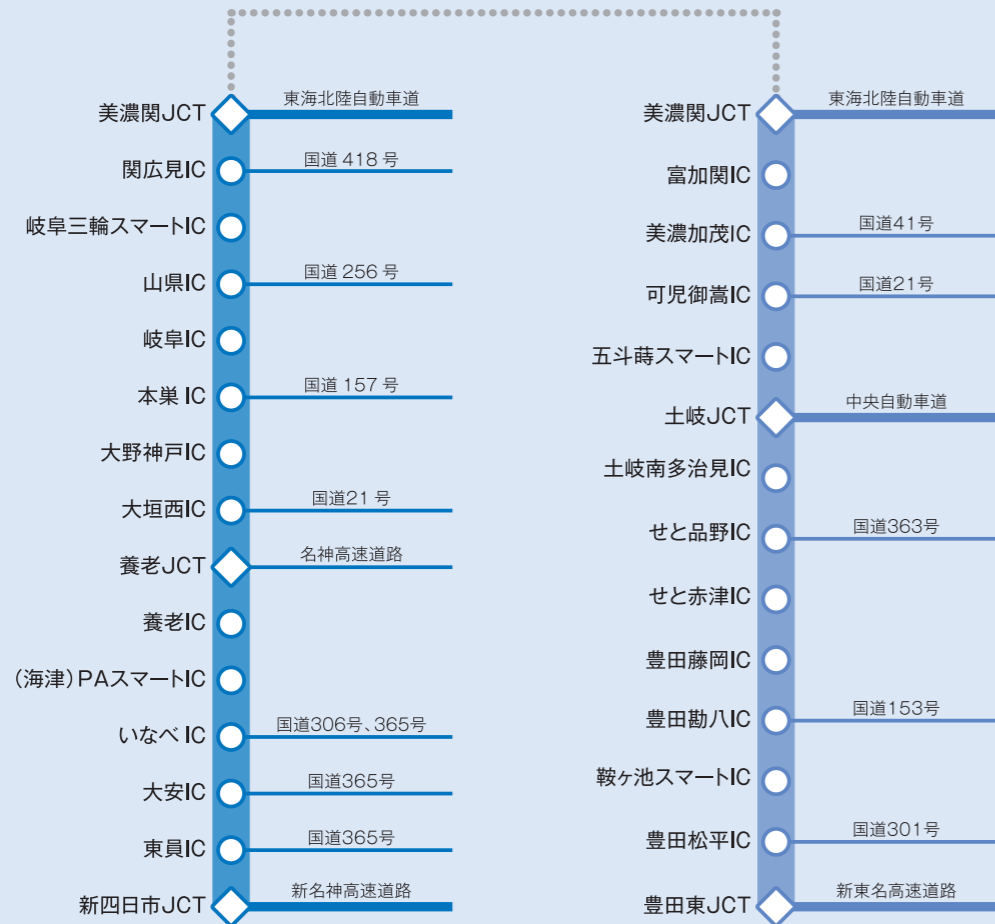 美濃関JCT 東海北陸自動車道
関広見IC 国道418号
岐阜三輪スマートIC
山県IC 国道256号
岐阜IC
本巣IC 国道157号
大野神戸IC
大垣西IC 国道21号
養老JCT 名神高速道路
養老IC
(海津)PAスマートIC
いなべIC 国道306号、365号
大安IC 国道365号
東員IC 国道365号
新四日市JCT 新名神高速道路
美濃関JCT 東海北陸自動車道
富加関IC
美濃加茂IC 国道41号
可児御嵩IC 国道21号
五斗蒔スマートIC
土岐JCT 中央自動車道
土岐南多治見IC
せと品野IC 国道363号
せと赤津IC
豊田藤岡IC
豊田勘八IC 国道153号
鞍ヶ池スマートIC
豊田松平IC 国道301号
豊田東JCT 新東名高速道路